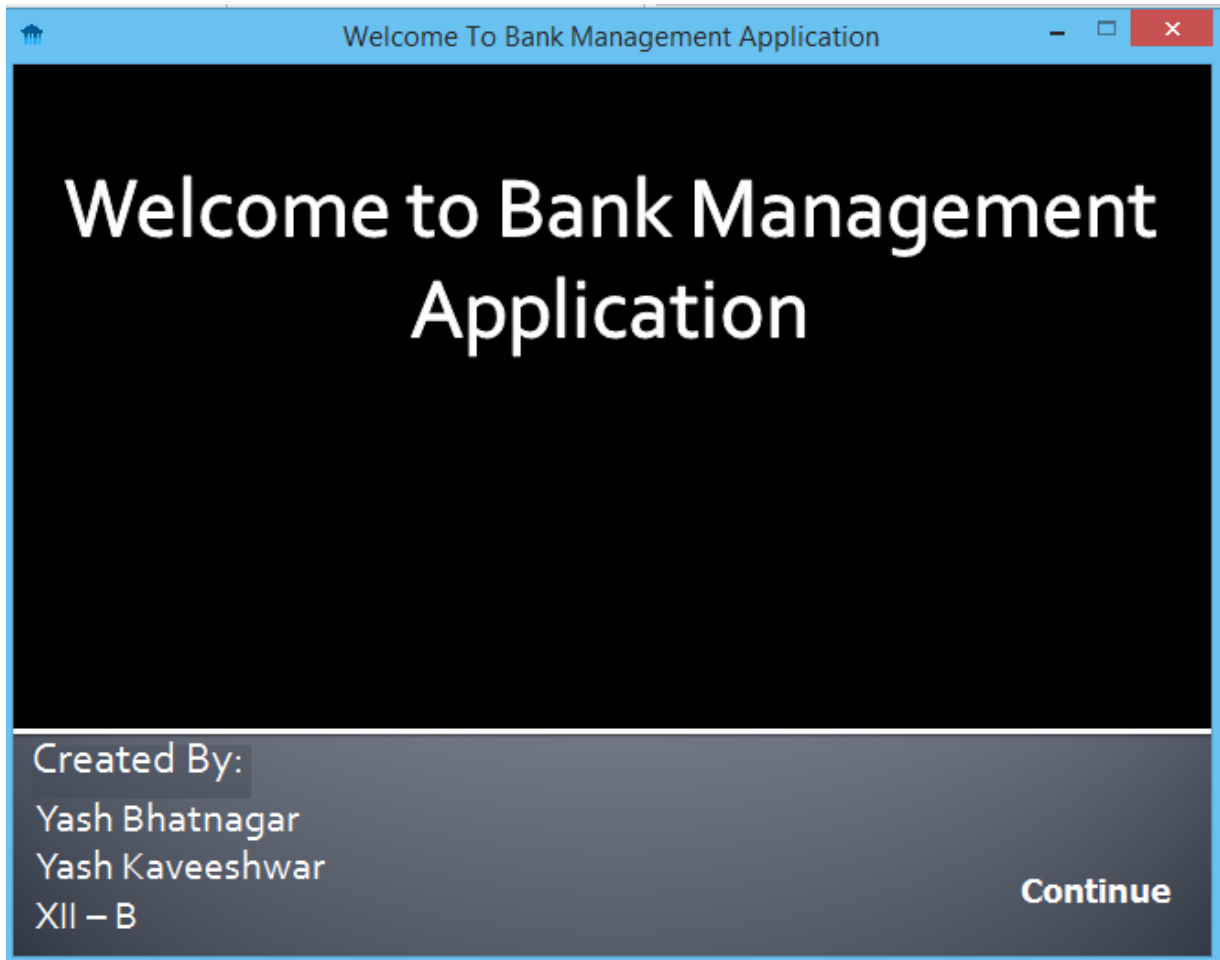 Welcome To Bank Management Application
Welcome to Bank Management
Application
Created By:
Yash Bhatnagar
Yash Kaveeshwar
XII – B
Continue